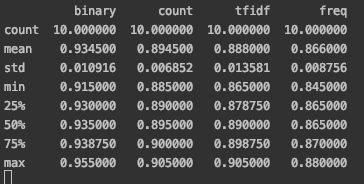 binary count tfidf freq
count 10.000000 10.000000 10.000000 10.000000
mean 0.934500 0.894500 0.888000 0.866000
std 0.010916 0.006852 0.013581 0.008756
min 0.915000 0.885000 0.865000 0.845000
25% 0.930000 0.890000 0.878750 0.865000
50% 0.935000 0.895000 0.890000 0.865000
75% 0.938750 0.900000 0.898750 0.870000
max 0.955000 0.905000 0.905000 0.880000